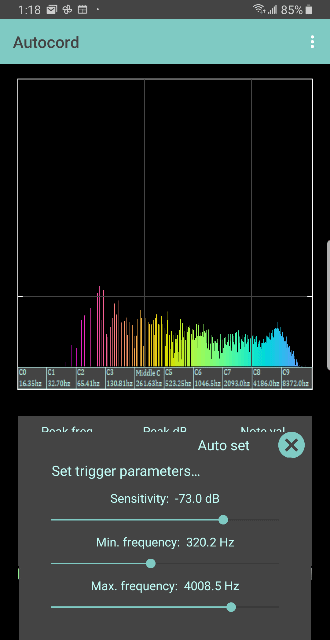 1:18 85%
Autocord
C0 C1 C2 C3 Middle C C5 C6 C7 C8 C9
16.35hz 32.70hz 65.41hz 130.81hz 261.63hz 523.25hz 1046.5hz 2093.0hz 4186.0hz 8372.0hz
Peak freq Peak dB Note val
Auto set
Set trigger parameters...
Sensitivity: -73.0 dB
Min. frequency: 320.2 Hz
Max. frequency: 4008.5 Hz